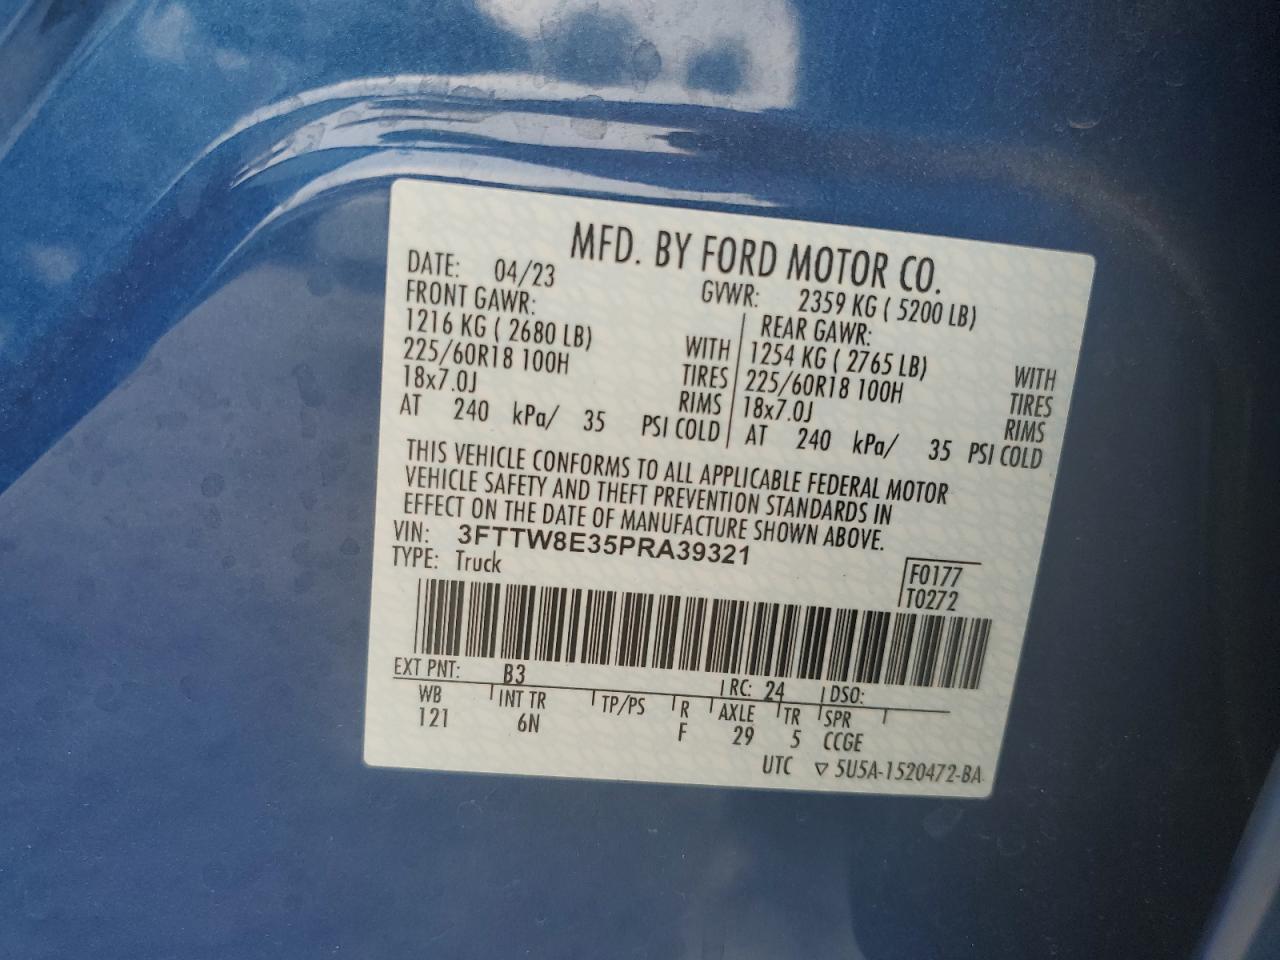 MFD. BY FORD MOTOR CO.
DATE: 04/23 GVWR: 2359 KG ( 5200 LB)
FRONT GAWR: REAR GAWR:
1216 KG ( 2680 LB) WITH 1254 KG ( 2765 LB) WITH
225/60R18 100H TIRES 225/60R18 100H TIRES
18x7.0J RIMS 18x7.0J RIMS
AT 240 kPa/ 35 PSI COLD AT 240 kPa/ 35 PSI COLD
THIS VEHICLE CONFORMS TO ALL APPLICABLE FEDERAL MOTOR
VEHICLE SAFETY AND THEFT PREVENTION STANDARDS IN
EFFECT ON THE DATE OF MANUFACTURE SHOWN ABOVE.
VIN: 3FTTW8E35PRA39321
TYPE: Truck F0177
T0272
EXT PNT: B3 RC: 24 DSO:
WB INT TR TP/PS R AXLE TR SPR
121 6N F 29 5 CCGE
UTC ▽ 5U5A-1520472-BA